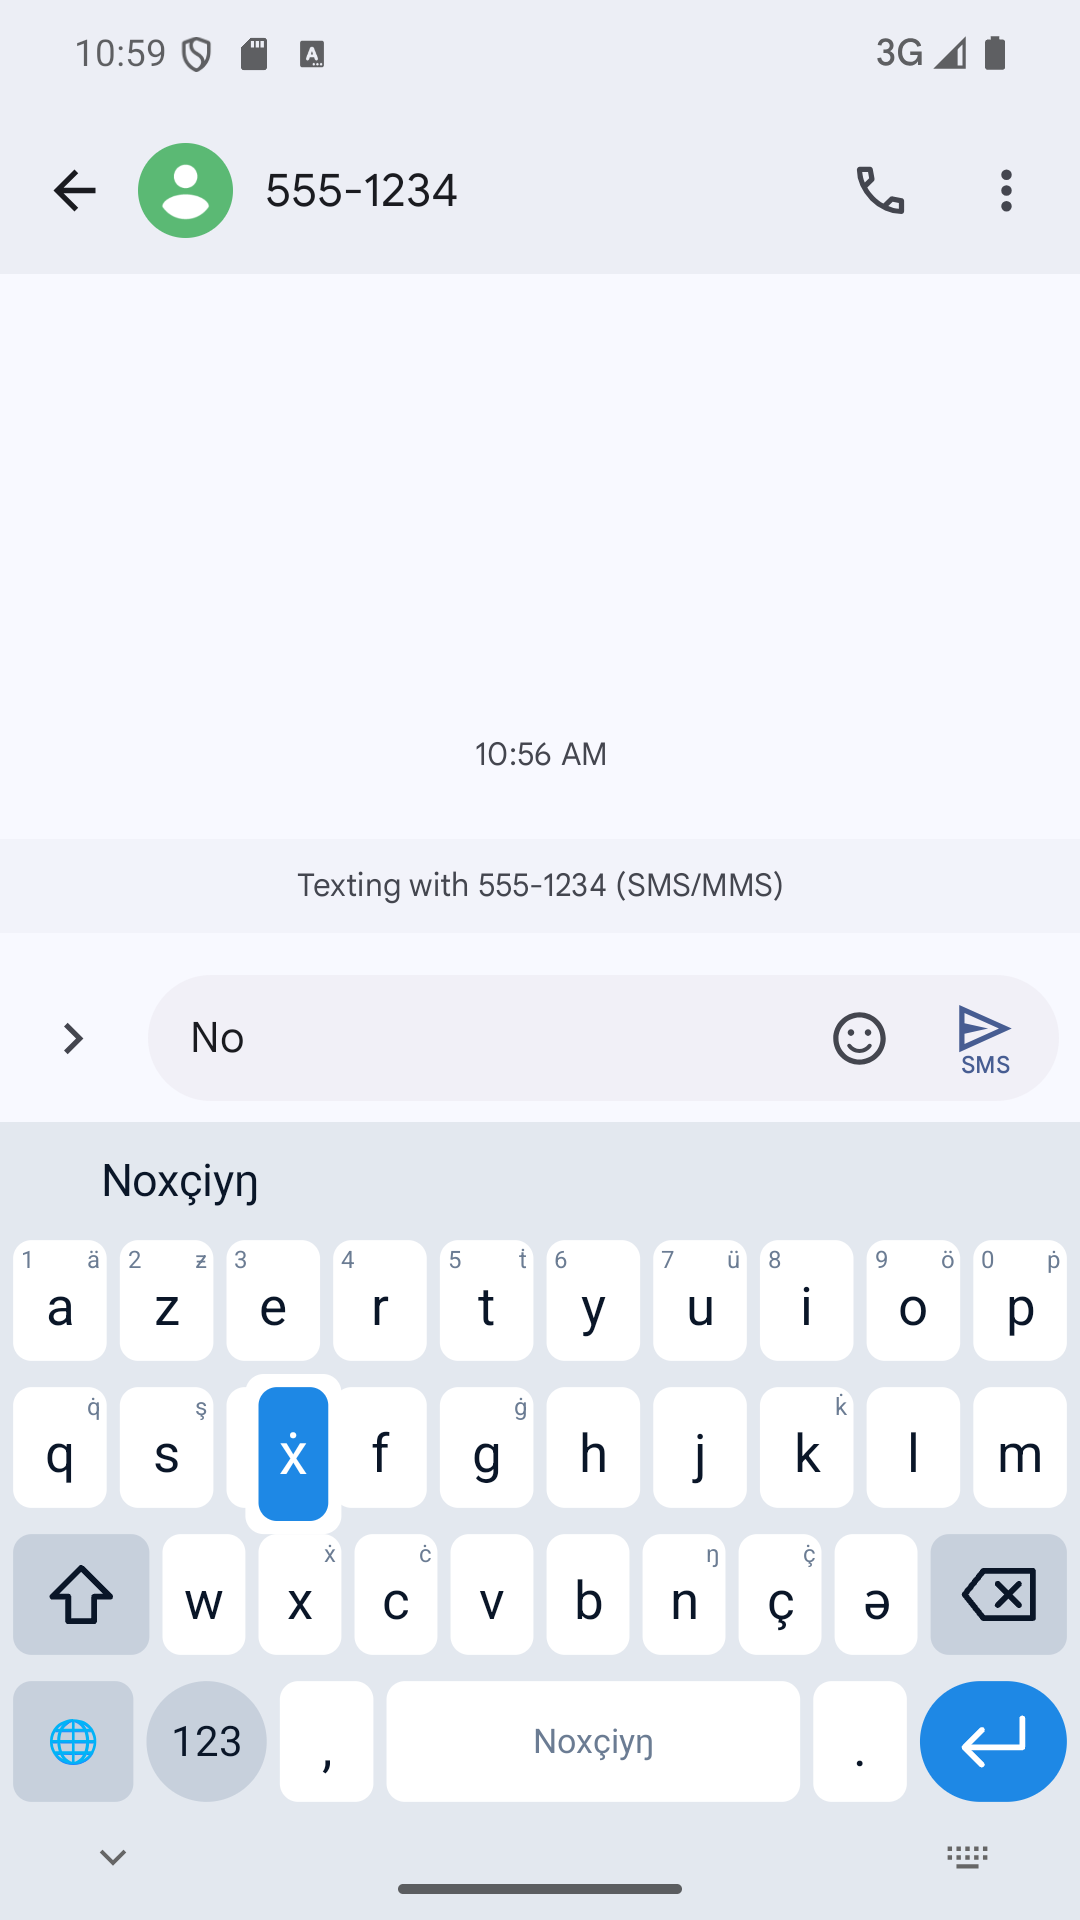 10:59 3G
555-1234
10:56 AM
Texting with 555-1234 (SMS/MMS)
No
SMS
Noxçiyŋ
1 ä 2 ƶ 3 4 5 ṫ 6 7 ü 8 9 ö 0 ṗ
a z e r t y u i o p
q̇ ş ġ k̇
q s ẋ f g h j k l m
ẋ ċ ŋ ç̇
w x c v b n ç ə
123 , Noxçiyŋ .